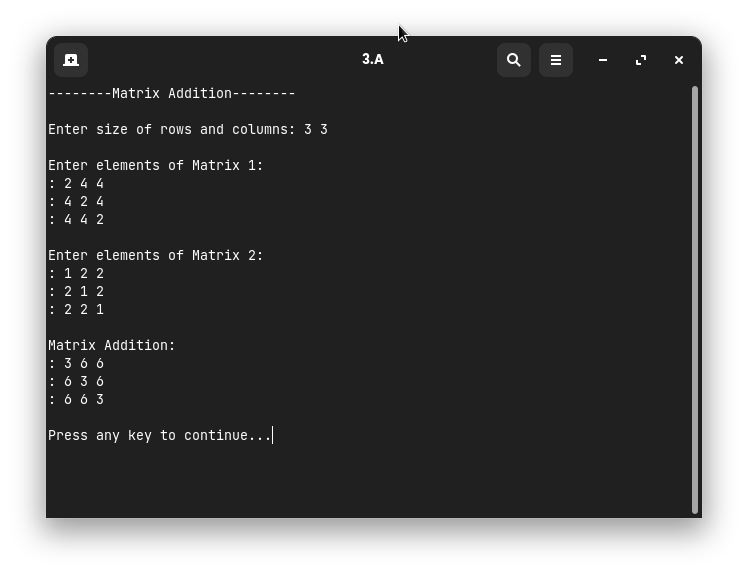 3.A
--------Matrix Addition--------
Enter size of rows and columns: 3 3
Enter elements of Matrix 1:
: 2 4 4
: 4 2 4
: 4 4 2
Enter elements of Matrix 2:
: 1 2 2
: 2 1 2
: 2 2 1
Matrix Addition:
: 3 6 6
: 6 3 6
: 6 6 3
Press any key to continue...